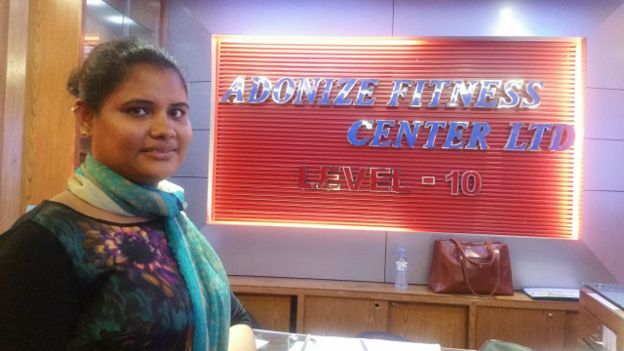 ADONIZE FITNESS
CENTER LTD
LEVEL - 10